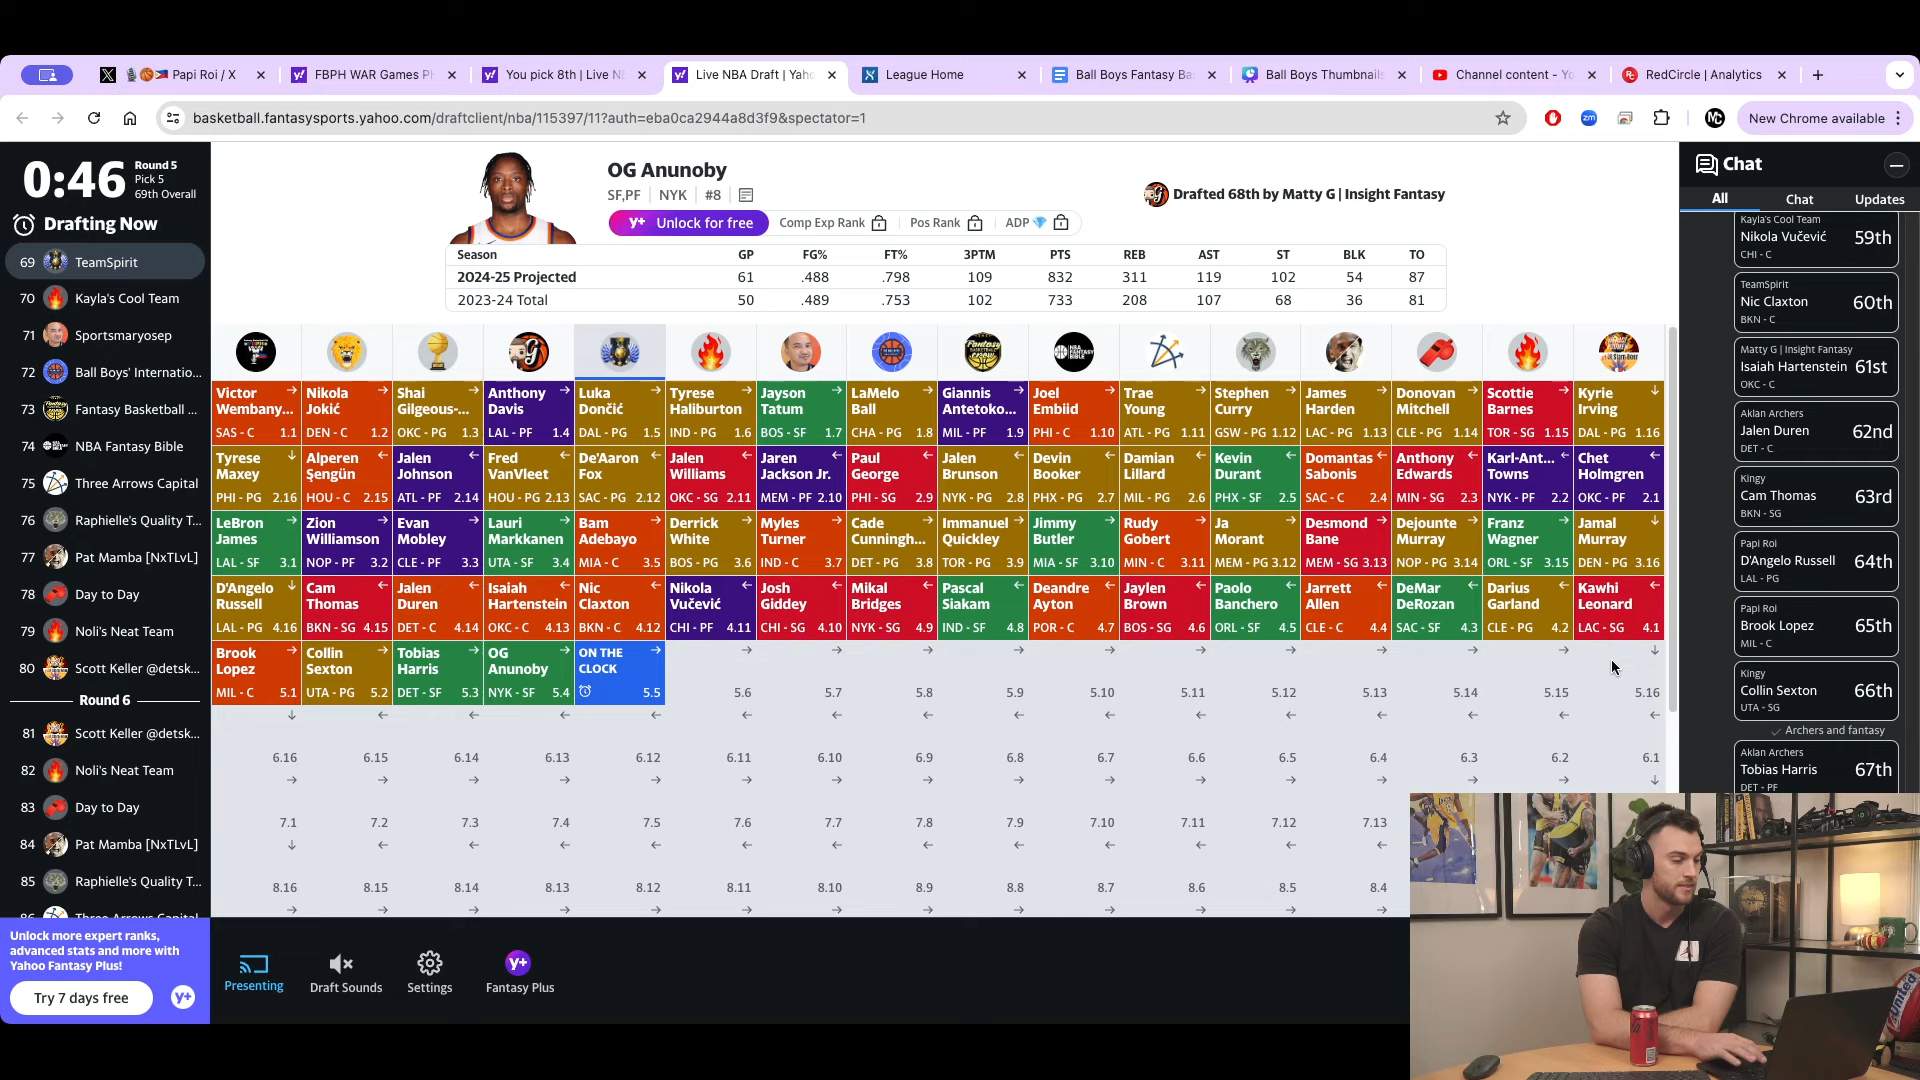 Papi Roi / X
FBPH WAR Games P
You pick 8th | Live N
Live NBA Draft | Yaho
League Home
Ball Boys Fantasy Ba
Ball Boys Thumbnails
Channel content - Yo
RedCircle | Analytics
basketball.fantasysports.yahoo.com/draftclient/nba/115397/11?auth=eba0ca2944a8d3f9&spectator=1
New Chrome available
0:46
Round 5
Pick 5
69th Overall
Drafting Now
69 TeamSpirit
70 Kayla's Cool Team
71 Sportsmaryosep
72 Ball Boys' Internatio...
73 Fantasy Basketball ...
74 NBA Fantasy Bible
75 Three Arrows Capital
76 Raphielle's Quality T...
77 Pat Mamba [NxTLvL]
78 Day to Day
79 Noli's Neat Team
80 Scott Keller @detsk...
Round 6
81 Scott Keller @detsk...
82 Noli's Neat Team
83 Day to Day
84 Pat Mamba [NxTLvL]
85 Raphielle's Quality T...
86 Three Arrows Capital
Unlock more expert ranks,
advanced stats and more with
Yahoo Fantasy Plus!
Try 7 days free
y+
OG Anunoby
SF,PF NYK #8
y+ Unlock for free
Comp Exp Rank
Pos Rank
ADP
Drafted 68th by Matty G | Insight Fantasy
Season GP FG% FT% 3PTM PTS REB AST ST BLK TO
2024-25 Projected 61 .488 .798 109 832 311 119 102 54 87
2023-24 Total 50 .489 .753 102 733 208 107 68 36 81
Victor Wembany... SAS - C 1.1
Nikola Jokić DEN - C 1.2
Shai Gilgeous-... OKC - PG 1.3
Anthony Davis LAL - PF 1.4
Luka Dončić DAL - PG 1.5
Tyrese Haliburton IND - PG 1.6
Jayson Tatum BOS - SF 1.7
LaMelo Ball CHA - PG 1.8
Giannis Antetoko... MIL - PF 1.9
Joel Embiid PHI - C 1.10
Trae Young ATL - PG 1.11
Stephen Curry GSW - PG 1.12
James Harden LAC - PG 1.13
Donovan Mitchell CLE - PG 1.14
Scottie Barnes TOR - SG 1.15
Kyrie Irving DAL - PG 1.16
Tyrese Maxey PHI - PG 2.16
Alperen Şengün HOU - C 2.15
Jalen Johnson ATL - PF 2.14
Fred VanVleet HOU - PG 2.13
De'Aaron Fox SAC - PG 2.12
Jalen Williams OKC - SG 2.11
Jaren Jackson Jr. MEM - PF 2.10
Paul George PHI - SG 2.9
Jalen Brunson NYK - PG 2.8
Devin Booker PHX - PG 2.7
Damian Lillard MIL - PG 2.6
Kevin Durant PHX - SF 2.5
Domantas Sabonis SAC - C 2.4
Anthony Edwards MIN - SG 2.3
Karl-Ant... Towns NYK - PF 2.2
Chet Holmgren OKC - PF 2.1
LeBron James LAL - SF 3.1
Zion Williamson NOP - PF 3.2
Evan Mobley CLE - PF 3.3
Lauri Markkanen UTA - SF 3.4
Bam Adebayo MIA - C 3.5
Derrick White BOS - PG 3.6
Myles Turner IND - C 3.7
Cade Cunningh... DET - PG 3.8
Immanuel Quickley TOR - PG 3.9
Jimmy Butler MIA - SF 3.10
Rudy Gobert MIN - C 3.11
Ja Morant MEM - PG 3.12
Desmond Bane MEM - SG 3.13
Dejounte Murray NOP - PG 3.14
Franz Wagner ORL - SF 3.15
Jamal Murray DEN - PG 3.16
D'Angelo Russell LAL - PG 4.16
Cam Thomas BKN - SG 4.15
Jalen Duren DET - C 4.14
Isaiah Hartenstein OKC - C 4.13
Nic Claxton BKN - C 4.12
Nikola Vučević CHI - PF 4.11
Josh Giddey CHI - SG 4.10
Mikal Bridges NYK - SG 4.9
Pascal Siakam IND - SF 4.8
Deandre Ayton POR - C 4.7
Jaylen Brown BOS - SG 4.6
Paolo Banchero ORL - SF 4.5
Jarrett Allen CLE - C 4.4
DeMar DeRozan SAC - SF 4.3
Darius Garland CLE - PG 4.2
Kawhi Leonard LAC - SG 4.1
Brook Lopez MIL - C 5.1
Collin Sexton UTA - PG 5.2
Tobias Harris DET - SF 5.3
OG Anunoby NYK - SF 5.4
ON THE CLOCK 5.5
5.6 5.7 5.8 5.9 5.10 5.11 5.12 5.13 5.14 5.15 5.16
6.16 6.15 6.14 6.13 6.12 6.11 6.10 6.9 6.8 6.7 6.6 6.5 6.4 6.3 6.2 6.1
7.1 7.2 7.3 7.4 7.5 7.6 7.7 7.8 7.9 7.10 7.11 7.12 7.13
8.16 8.15 8.14 8.13 8.12 8.11 8.10 8.9 8.8 8.7 8.6 8.5 8.4
Presenting
Draft Sounds
Settings
Fantasy Plus
Chat
All Chat Updates
Kayla's Cool Team
Nikola Vučević 59th
CHI - C
TeamSpirit
Nic Claxton 60th
BKN - C
Matty G | Insight Fantasy
Isaiah Hartenstein 61st
OKC - C
Aklan Archers
Jalen Duren 62nd
DET - C
Kingy
Cam Thomas 63rd
BKN - SG
Papi Roi
D'Angelo Russell 64th
LAL - PG
Papi Roi
Brook Lopez 65th
MIL - C
Kingy
Collin Sexton 66th
UTA - SG
Archers and fantasy
Aklan Archers
Tobias Harris 67th
DET - PF